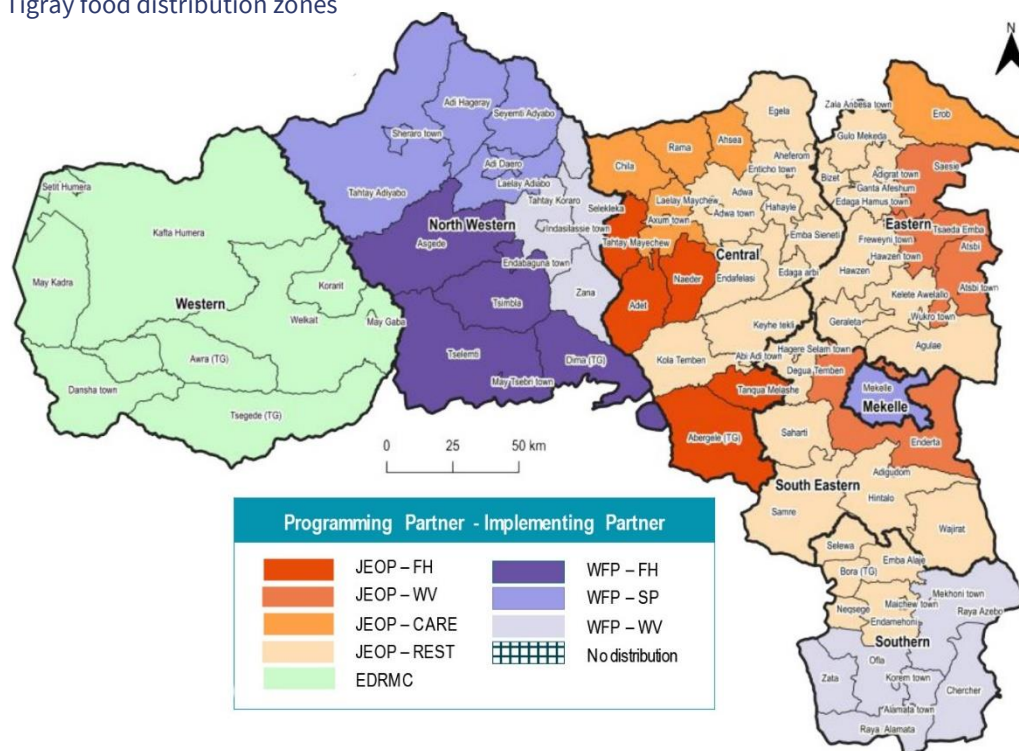 Tigray food distribution zones
N
Adi Hageray
Seyemti Adyabo
Sheraro town
Adi Daero
Laelay Adiabo
Tahtay Adiyabo
Tahtay Koraro
Selekleka
North Western
Indasilassie town
Asgede
Endabaguna town
Zana
Tsimbla
Tselemti
Dima (TG)
May Tsebri town
Setit Humera
Kafta Humera
May Kadra
Western
Korarit
Welkait
May Gaba
Awra (TG)
Dansha town
Tsegede (TG)
Egela
Chila
Rama
Ahsea
Aheferom
Enticho town
Laelay Maychew
Adwa
Axum town
Adwa town
Hahayle
Tahtay Mayechew
Emba Sieneti
Central
Naeder
Endafelasi
Edaga arbi
Adet
Keyhe tekli
Kola Temben
Abi Adi town
Tanqua Melashe
Abergele (TG)
Zala Anbesa town
Erob
Gulo Mekeda
Saesie
Bizet
Adigrat town
Ganta Afeshum
Edaga Hamus town
Eastern
Tsaeda Emba
Freweyni town
Atsbi
Hawzen town
Hawzen
Kelete Awelallo
Atsbi town
Wukro town
Geraleta
Agulae
Hagere Selam town
Degua Temben
Mekelle
Mekelle
Enderta
Saharti
Adigudom
South Eastern
Hintalo
Samre
Wajirat
Selewa
Emba Alaje
Bora (TG)
Mekhoni town
Neqsege
Maichew town
Raya Azebo
Endamehoni
Southern
Ofla
Zata
Korem town
Chercher
Alamata town
Raya Alamata
0 25 50 km
Programming Partner - Implementing Partner
JEOP – FH WFP – FH
JEOP – WV WFP – SP
JEOP – CARE WFP – WV
JEOP – REST No distribution
EDRMC